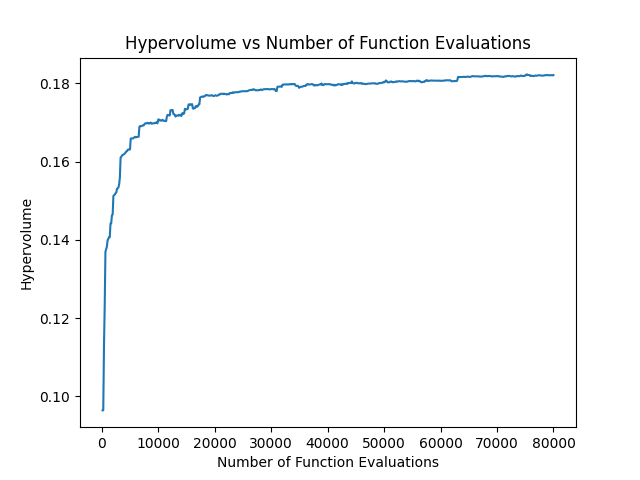 Hypervolume vs Number of Function Evaluations
0.18
0.16
0.14
0.12
0.10
Hypervolume
0 10000 20000 30000 40000 50000 60000 70000 80000
Number of Function Evaluations